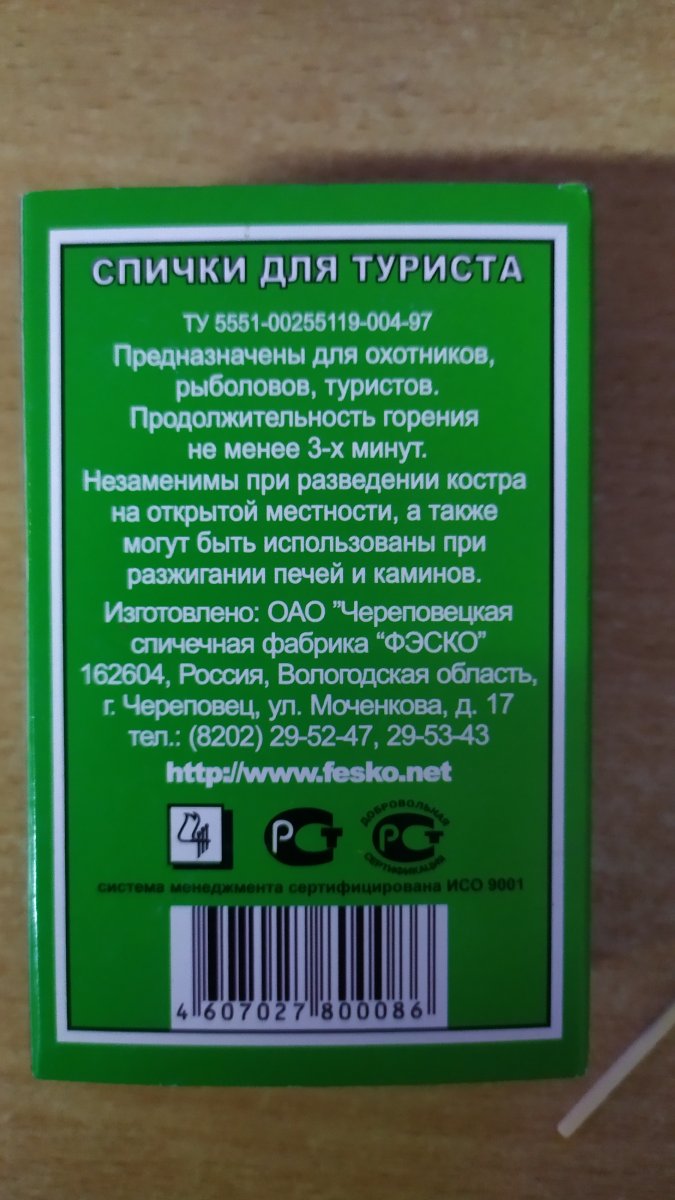 СПИЧКИ ДЛЯ ТУРИСТА
ТУ 5551-00255119-004-97
Предназначены для охотников,
рыболовов, туристов.
Продолжительность горения
не менее 3-х минут.
Незаменимы при разведении костра
на открытой местности, а также
могут быть использованы при
разжигании печей и каминов.
Изготовлено: ОАО "Череповецкая
спичечная фабрика "ФЭСКО"
162604, Россия, Вологодская область,
г. Череповец, ул. Моченкова, д. 17
тел.: (8202) 29-52-47, 29-53-43
http://www.fesko.net
РСТ
ДОБРОВОЛЬНАЯ
РСТ
СЕРТИФИКАЦИЯ
система менеджмента сертифицирована ИСО 9001
4 607027 800086